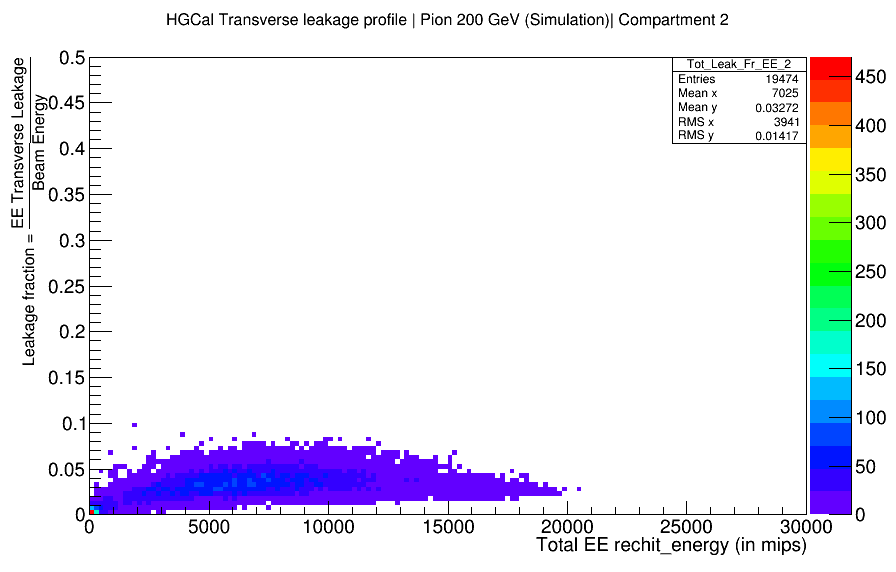 HGCal Transverse leakage profile | Pion 200 GeV (Simulation)| Compartment 2
Leakage fraction = EE Transverse Leakage
Beam Energy
0.5
0.45
0.4
0.35
0.3
0.25
0.2
0.15
0.1
0.05
0
Tot_Leak_Fr_EE_2
Entries 19474
Mean x 7025
Mean y 0.03272
RMS x 3941
RMS y 0.01417
450
400
350
300
250
200
150
100
50
0
0 5000 10000 15000 20000 25000 30000
Total EE rechit_energy (in mips)